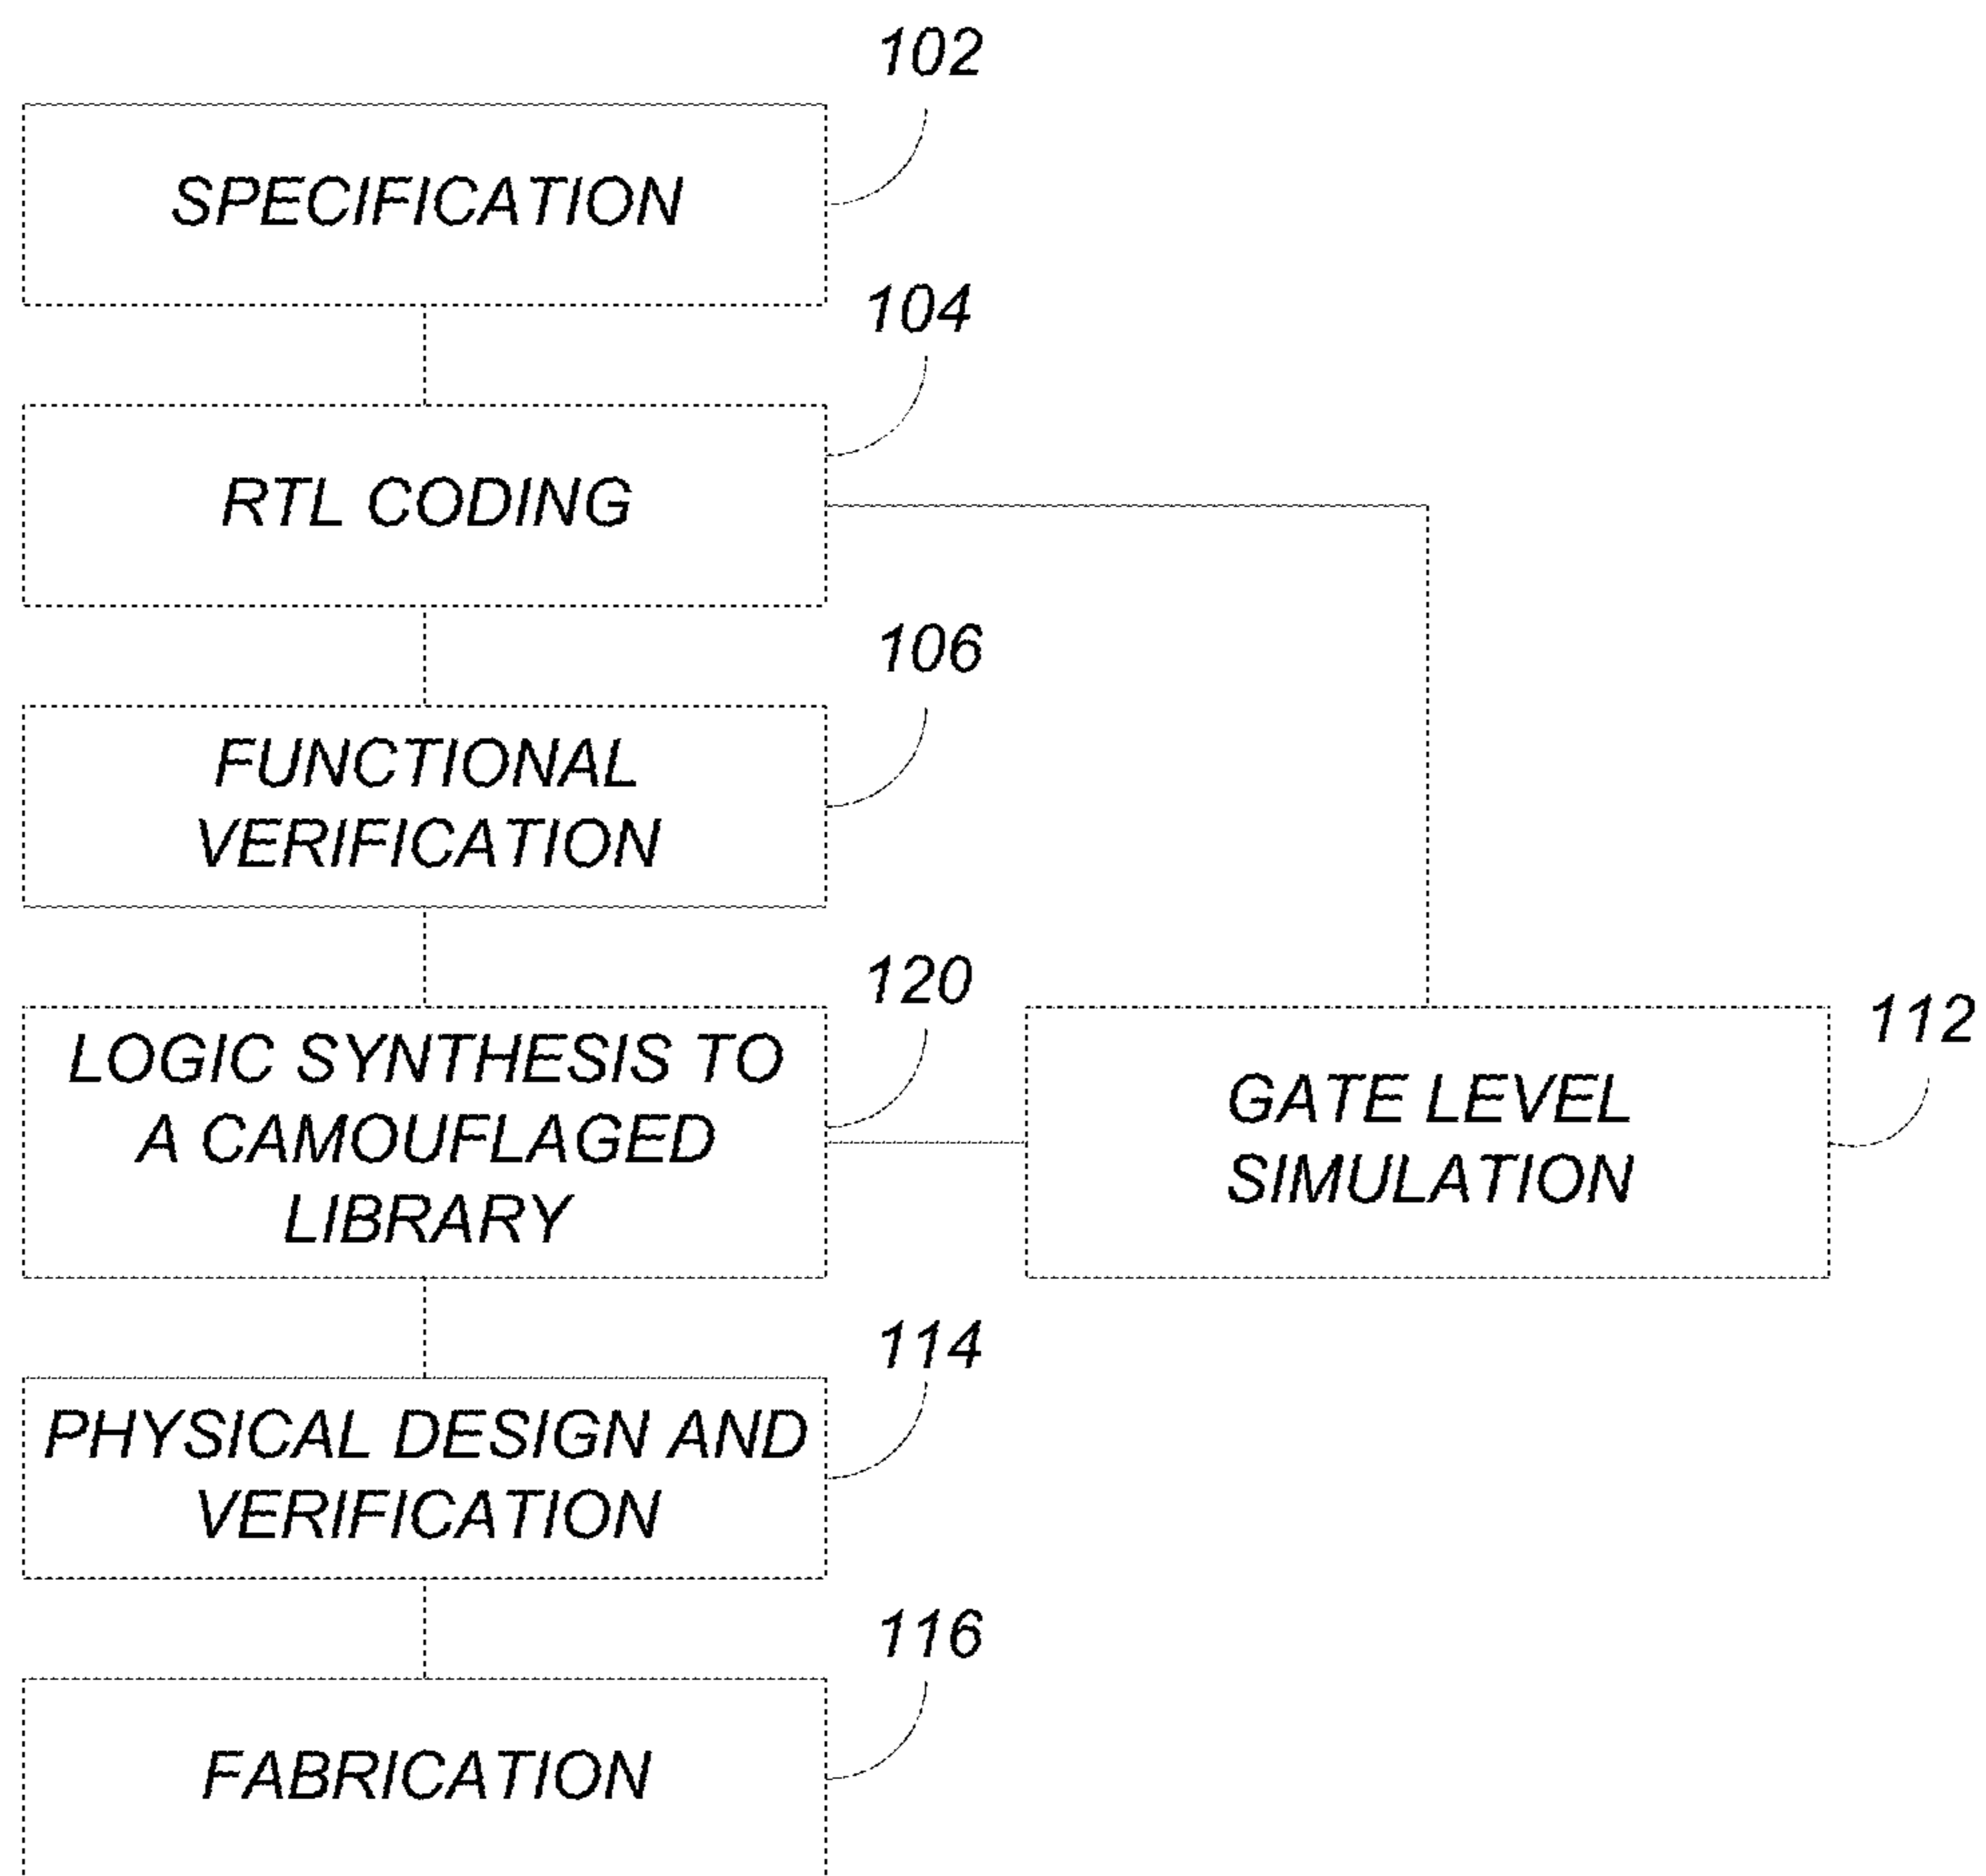 102
SPECIFICATION
104
RTL CODING
106
FUNCTIONAL
VERIFICATION
120
LOGIC SYNTHESIS TO
A CAMOUFLAGED
LIBRARY
112
GATE LEVEL
SIMULATION
114
PHYSICAL DESIGN AND
VERIFICATION
116
FABRICATION